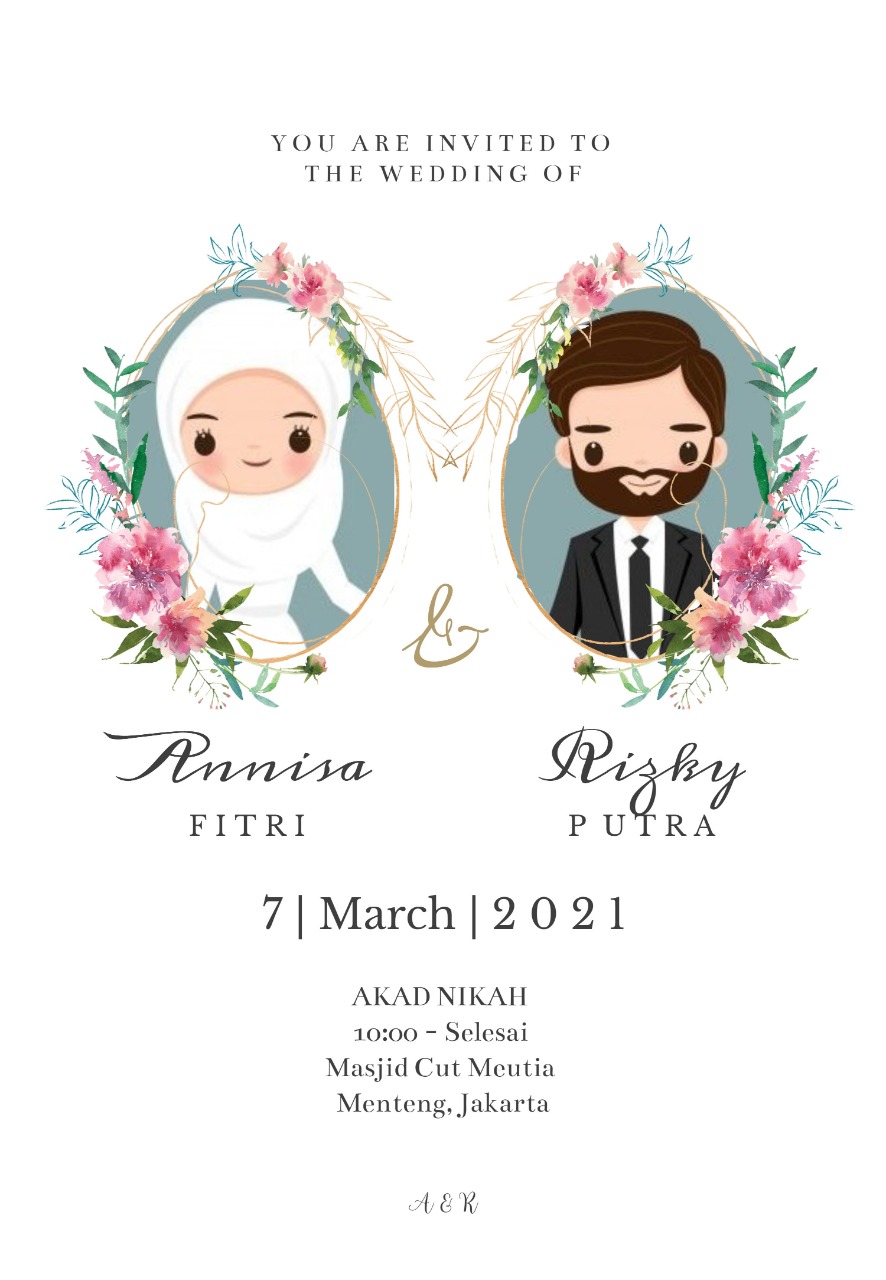 YOU ARE INVITED TO
THE WEDDING OF
&
Annisa
FITRI
Rizky
PUTRA
7 | March | 2 0 2 1
AKAD NIKAH
10:00 - Selesai
Masjid Cut Meutia
Menteng, Jakarta
A & R